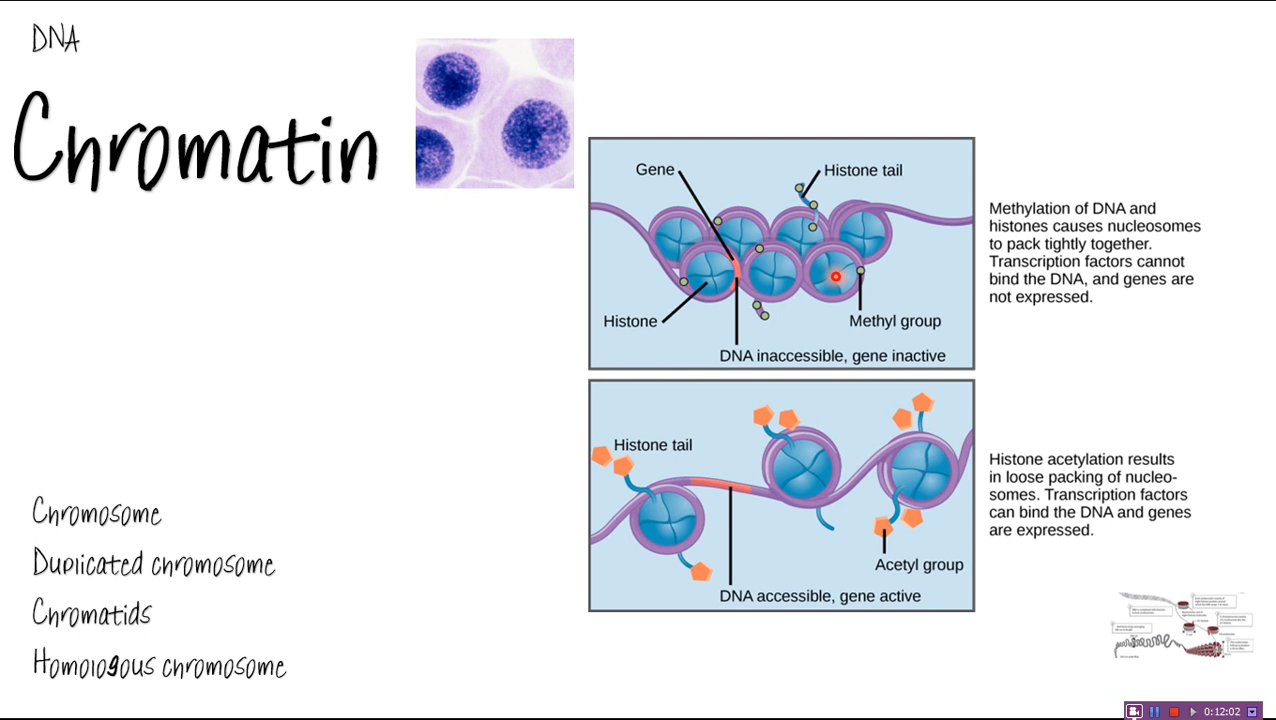 DNA
Chromatin
Gene
Histone tail
Histone
Methyl group
DNA inaccessible, gene inactive
Methylation of DNA and
histones causes nucleosomes
to pack tightly together.
Transcription factors cannot
bind the DNA, and genes are
not expressed.
Histone tail
Acetyl group
DNA accessible, gene active
Histone acetylation results
in loose packing of nucleo-
somes. Transcription factors
can bind the DNA and genes
are expressed.
Chromosome
Duplicated chromosome
Chromatids
Homologous chromosome
0:12:02